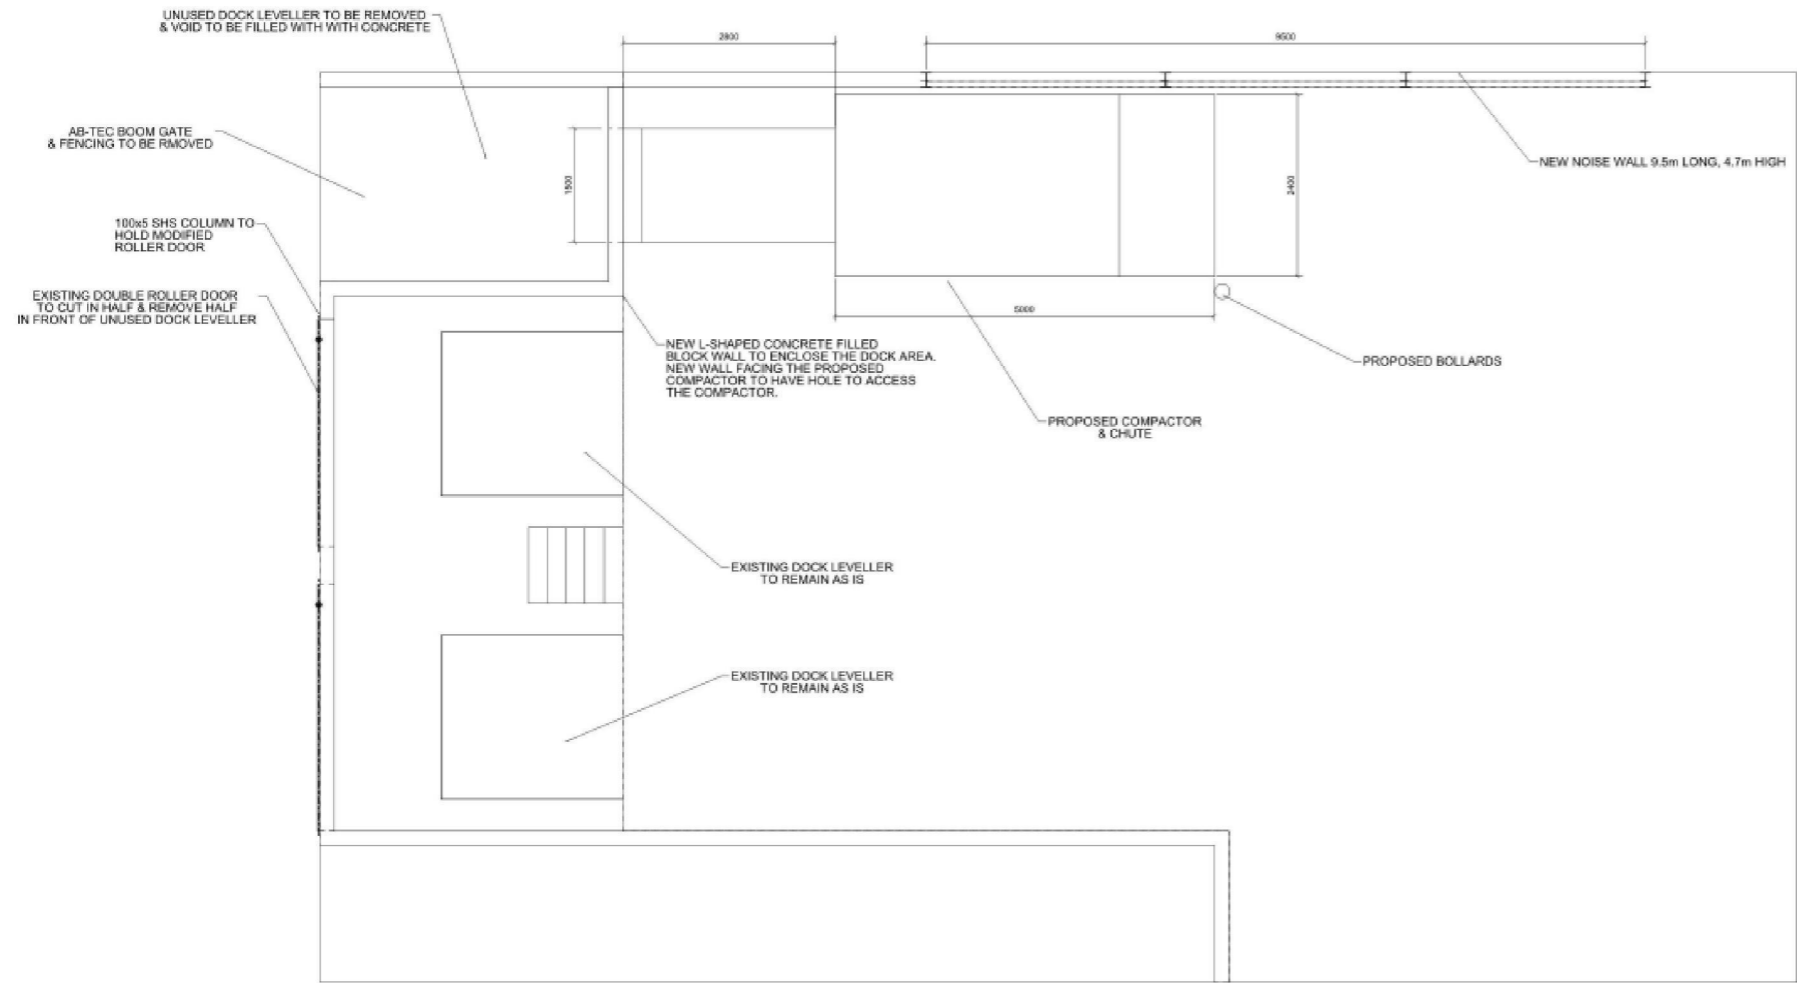 UNUSED DOCK LEVELLER TO BE REMOVED
& VOID TO BE FILLED WITH WITH CONCRETE
2800
9500
AB-TEC BOOM GATE
& FENCING TO BE RMOVED
NEW NOISE WALL 9.5m LONG, 4.7m HIGH
1500
2400
100x5 SHS COLUMN TO
HOLD MODIFIED
ROLLER DOOR
EXISTING DOUBLE ROLLER DOOR
TO CUT IN HALF & REMOVE HALF
IN FRONT OF UNUSED DOCK LEVELLER
5000
NEW L-SHAPED CONCRETE FILLED
BLOCK WALL TO ENCLOSE THE DOCK AREA.
NEW WALL FACING THE PROPOSED
COMPACTOR TO HAVE HOLE TO ACCESS
THE COMPACTOR.
PROPOSED BOLLARDS
PROPOSED COMPACTOR
& CHUTE
EXISTING DOCK LEVELLER
TO REMAIN AS IS
EXISTING DOCK LEVELLER
TO REMAIN AS IS